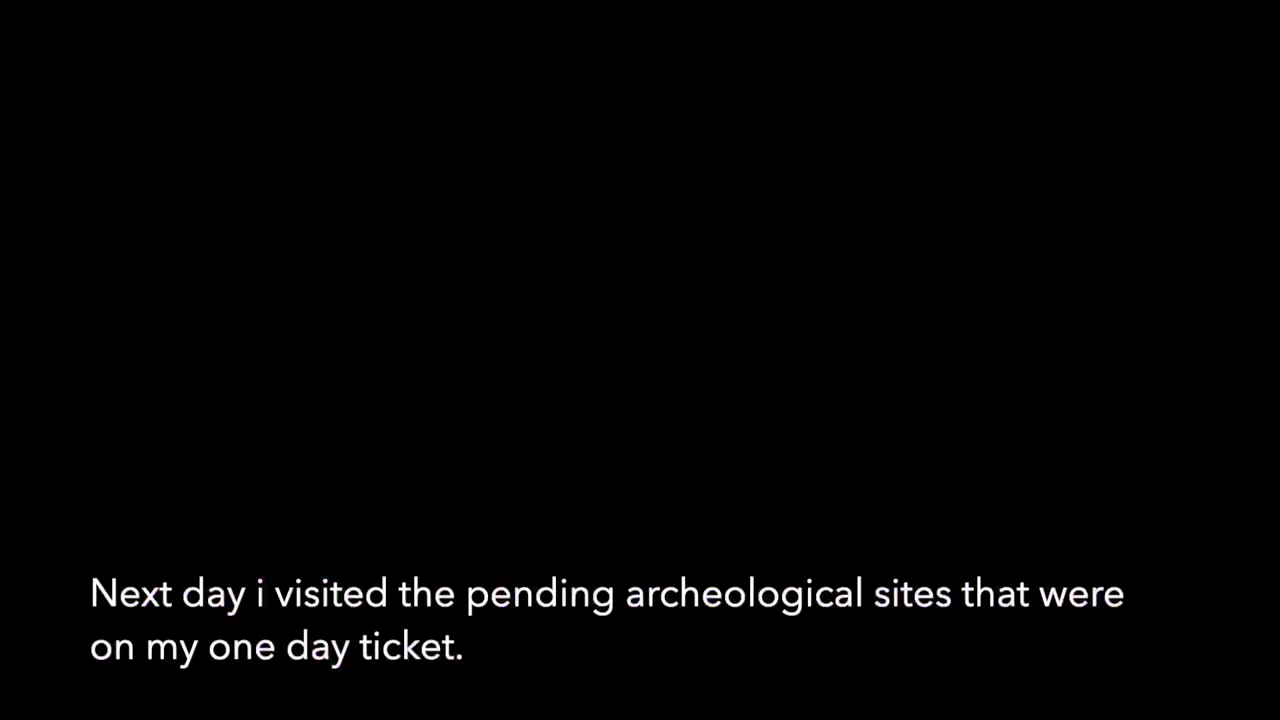 Next day i visited the pending archeological sites that were
on my one day ticket.